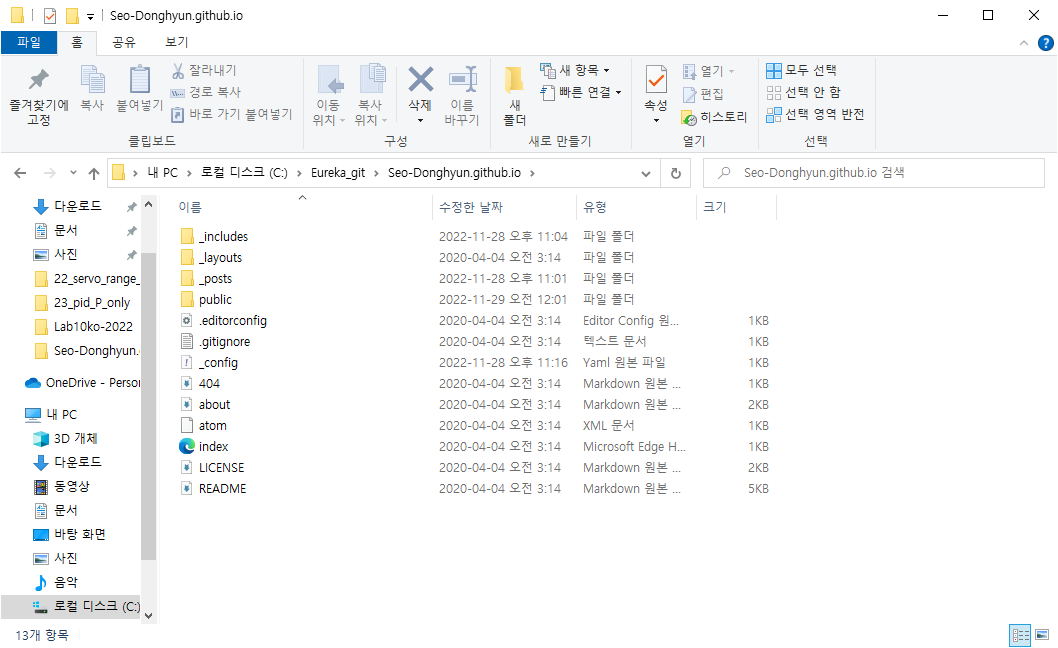 Seo-Donghyun.github.io
파일 홈 공유 보기
즐겨찾기에 고정
복사
붙여넣기
잘라내기
경로 복사
바로 가기 붙여넣기
클립보드
이동 위치
복사 위치
삭제
이름 바꾸기
구성
새 폴더
새 항목
빠른 연결
새로 만들기
속성
열기
편집
히스토리
열기
모두 선택
선택 안 함
선택 영역 반전
선택
내 PC > 로컬 디스크 (C:) > Eureka_git > Seo-Donghyun.github.io >
Seo-Donghyun.github.io 검색
다운로드
문서
사진
22_servo_range_
23_pid_P_only
Lab10ko-2022
Seo-Donghyun.
OneDrive - Person
내 PC
3D 개체
다운로드
동영상
문서
바탕 화면
사진
음악
로컬 디스크 (C:)
이름 수정한 날짜 유형 크기
_includes 2022-11-28 오후 11:04 파일 폴더
_layouts 2020-04-04 오전 3:14 파일 폴더
_posts 2022-11-28 오후 11:01 파일 폴더
public 2022-11-29 오전 12:01 파일 폴더
.editorconfig 2020-04-04 오전 3:14 Editor Config 원... 1KB
.gitignore 2020-04-04 오전 3:14 텍스트 문서 1KB
_config 2022-11-28 오후 11:16 Yaml 원본 파일 1KB
404 2020-04-04 오전 3:14 Markdown 원본 ... 1KB
about 2020-04-04 오전 3:14 Markdown 원본 ... 2KB
atom 2020-04-04 오전 3:14 XML 문서 1KB
index 2020-04-04 오전 3:14 Microsoft Edge H... 1KB
LICENSE 2020-04-04 오전 3:14 Markdown 원본 ... 2KB
README 2020-04-04 오전 3:14 Markdown 원본 ... 5KB
13개 항목